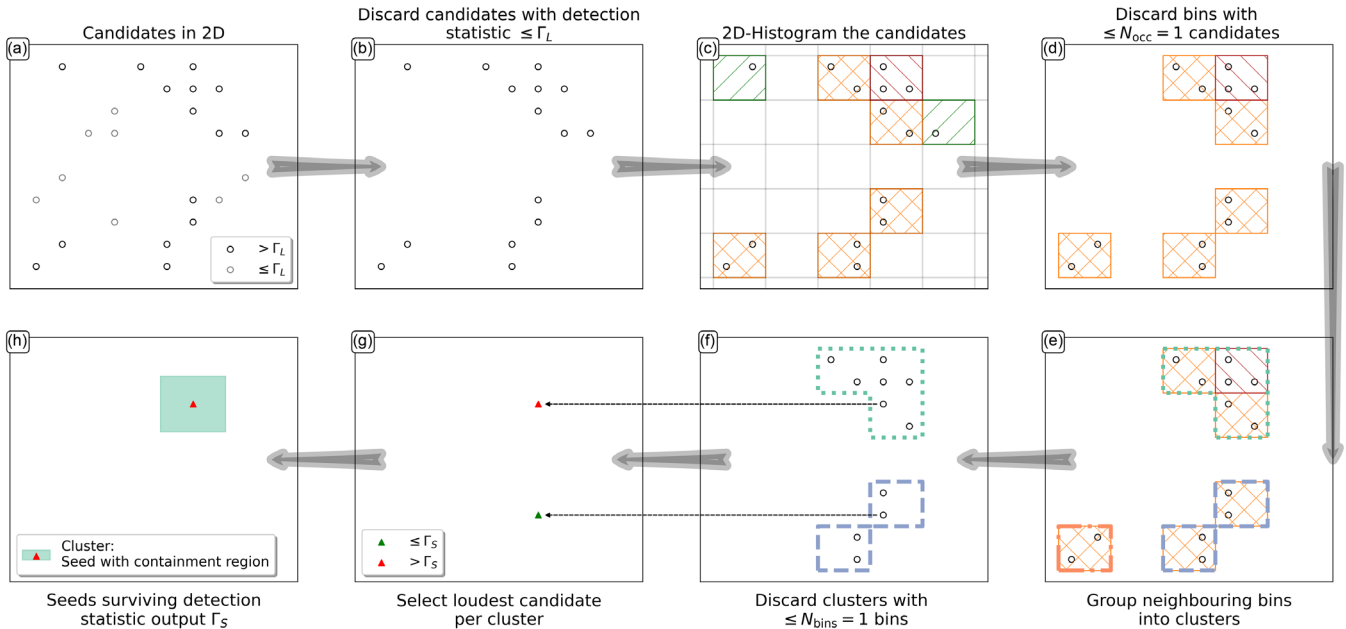 Candidates in 2D
(a)
> Γ_L
≤ Γ_L
Discard candidates with detection
statistic ≤ Γ_L
(b)
2D-Histogram the candidates
(c)
Discard bins with
≤ N_occ = 1 candidates
(d)
(h)
Cluster:
Seed with containment region
Seeds surviving detection
statistic output Γ_S
(g)
≤ Γ_S
> Γ_S
Select loudest candidate
per cluster
(f)
Discard clusters with
≤ N_bins = 1 bins
(e)
Group neighbouring bins
into clusters